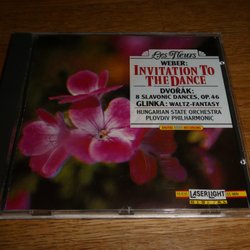 Les Fleurs
WEBER:
INVITATION TO
THE DANCE
DVOŘÁK:
8 SLAVONIC DANCES, OP. 46
GLINKA: WALTZ-FANTASY
HUNGARIAN STATE ORCHESTRA
PLOVDIV PHILHARMONIC
LASERLIGHT